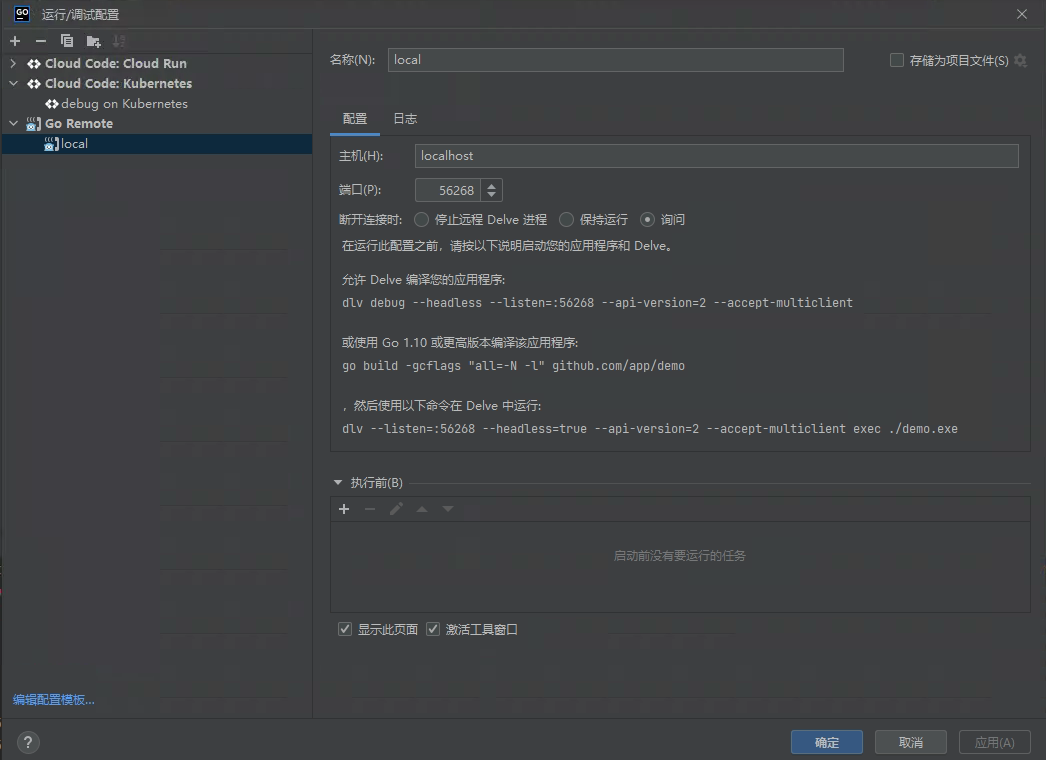 GO 运行/调试配置
Cloud Code: Cloud Run
Cloud Code: Kubernetes
debug on Kubernetes
Go Remote
local
编辑配置模板...
名称(N): local 存储为项目文件(S)
配置 日志
主机(H): localhost
端口(P): 56268
断开连接时: 停止远程 Delve 进程 保持运行 询问
在运行此配置之前，请按以下说明启动您的应用程序和 Delve。
允许 Delve 编译您的应用程序:
dlv debug --headless --listen=:56268 --api-version=2 --accept-multiclient
或使用 Go 1.10 或更高版本编译该应用程序:
go build -gcflags "all=-N -l" github.com/app/demo
，然后使用以下命令在 Delve 中运行:
dlv --listen=:56268 --headless=true --api-version=2 --accept-multiclient exec ./demo.exe
执行前(B)
启动前没有要运行的任务
显示此页面 激活工具窗口
? 确定 取消 应用(A)